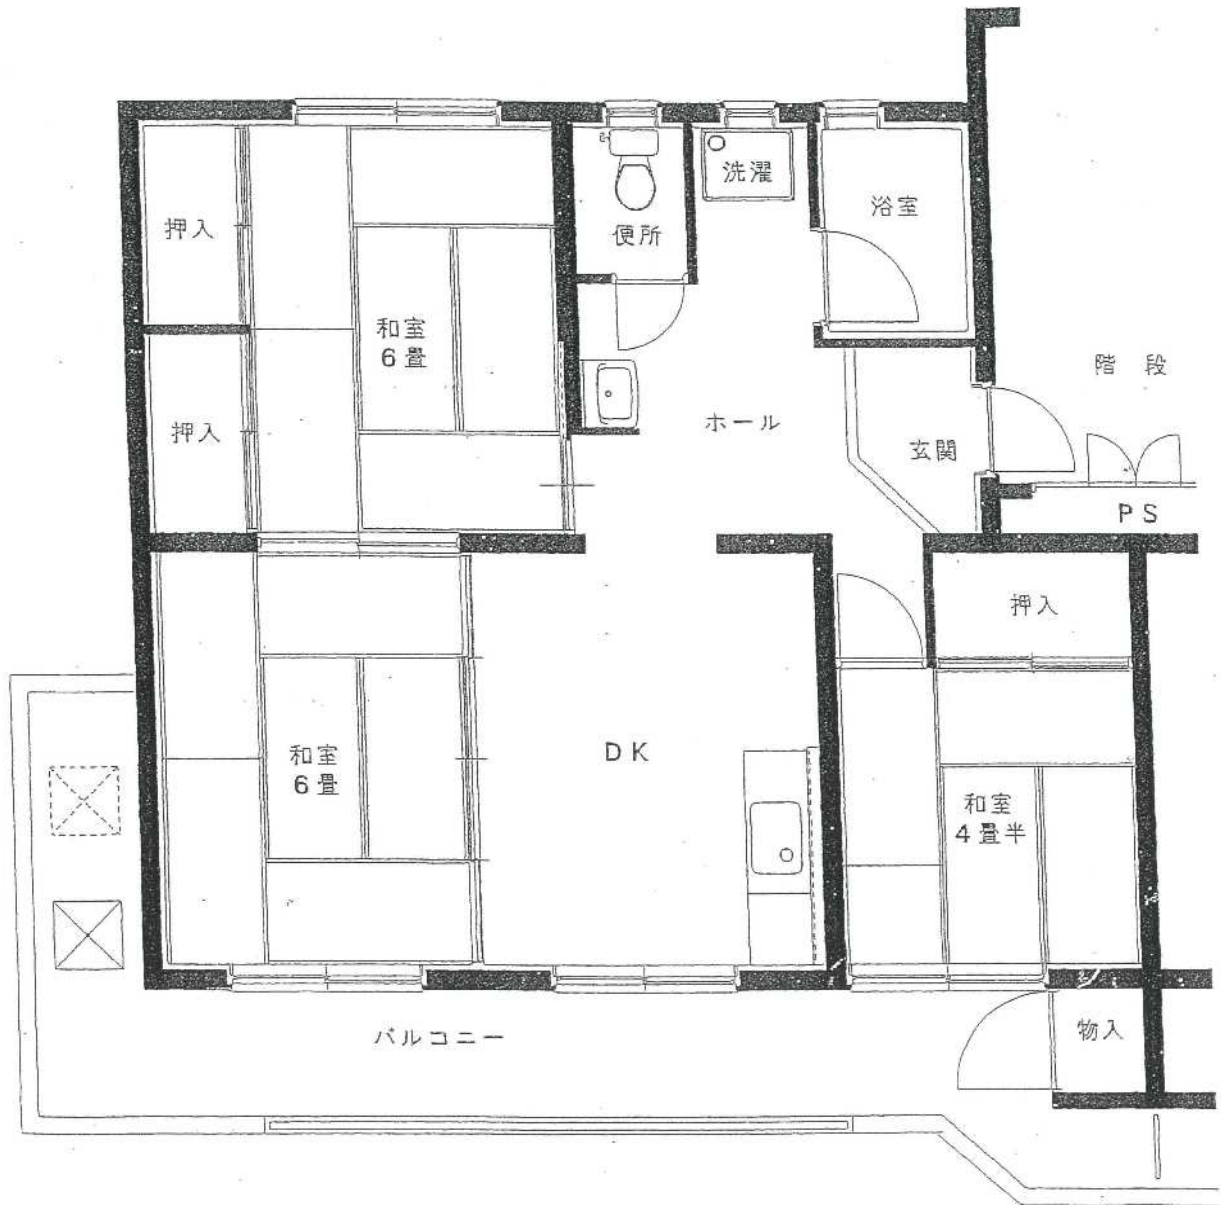 洗濯
浴室
押入
便所
和室
6畳
階段
押入
ホール
玄関
PS
押入
和室
6畳
DK
和室
4畳半
バルコニー
物入